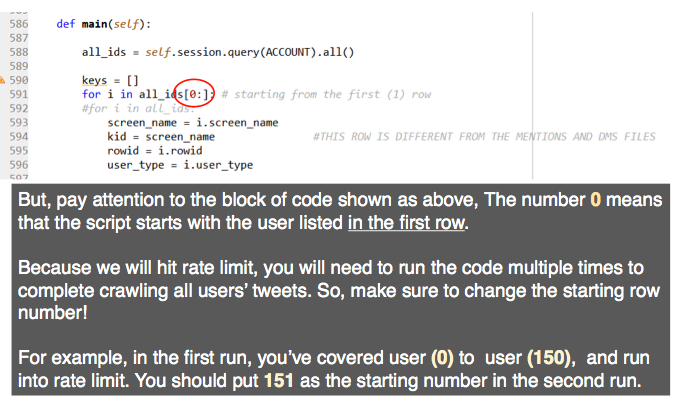 586 def main(self):
587
588 all_ids = self.session.query(ACCOUNT).all()
589
590 keys = []
591 for i in all_ids[0:]: # starting from the first (1) row
592 #for i in all_ids:
593 screen_name = i.screen_name
594 kid = screen_name #THIS ROW IS DIFFERENT FROM THE MENTIONS AND DMS FILES
595 rowid = i.rowid
596 user_type = i.user_type
597
But, pay attention to the block of code shown as above, The number 0 means
that the script starts with the user listed in the first row.
Because we will hit rate limit, you will need to run the code multiple times to
complete crawling all users’ tweets. So, make sure to change the starting row
number!
For example, in the first run, you’ve covered user (0) to user (150), and run
into rate limit. You should put 151 as the starting number in the second run.